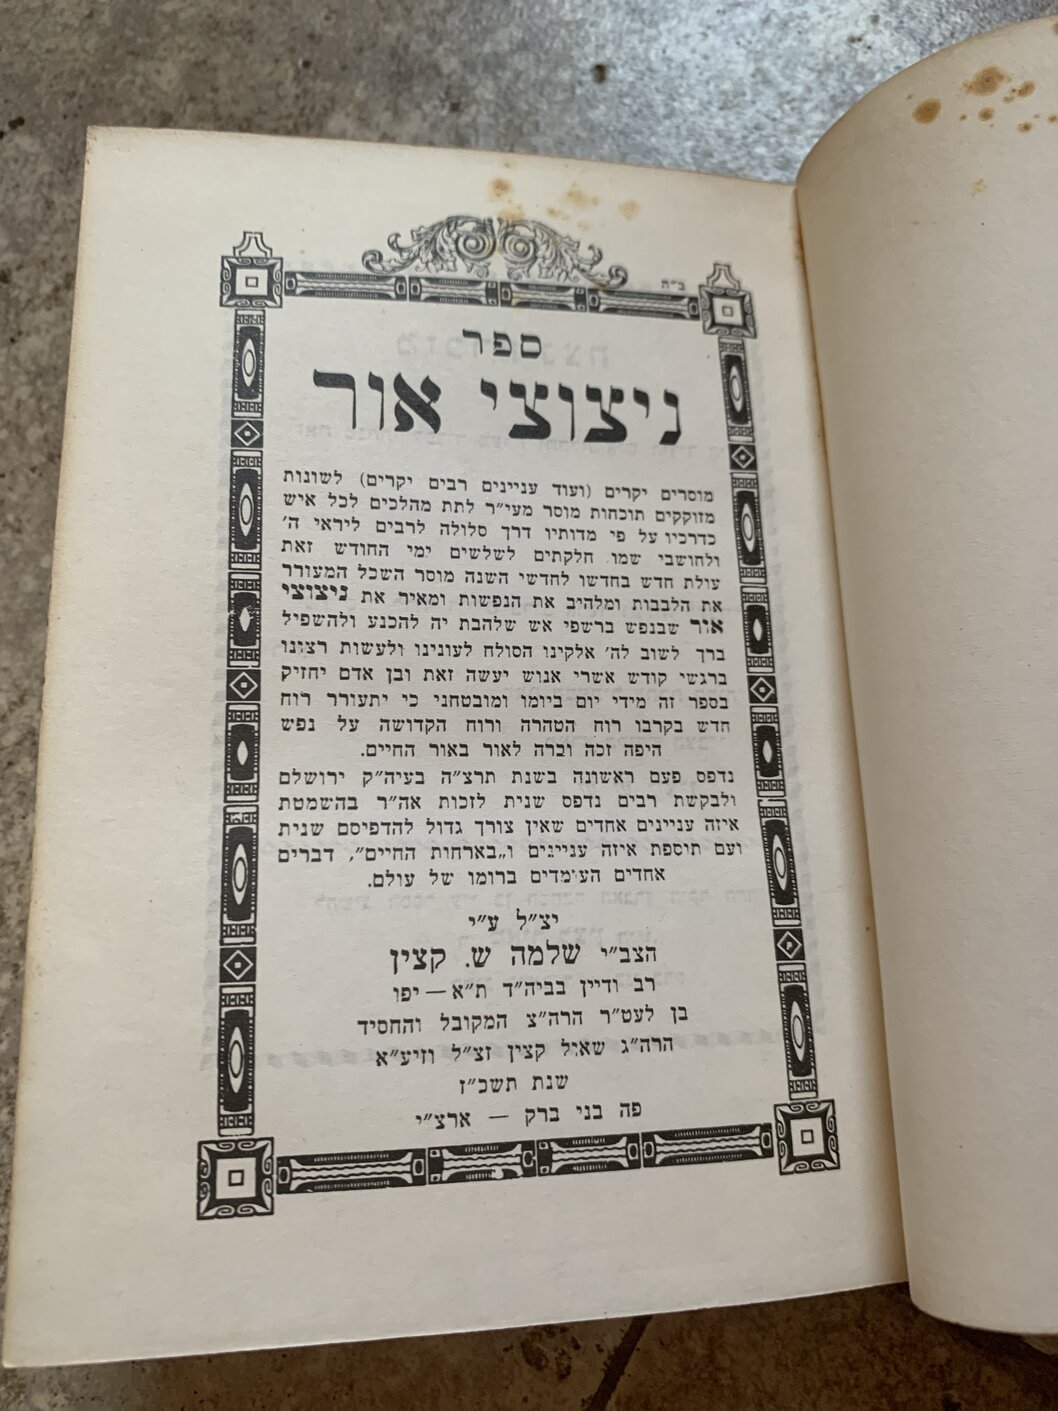 ב״ה
ספר
ניצוצי אור
מוסרים יקרים (ועוד עניינים רבים יקרים) לשונות
מזוקקים תוכחות מוסר מעי״ר לתת מהלכים לכל איש
כדרכיו על פי מדותיו דרך סלולה לרבים ליראי ה׳
ולחושבי שמו. חלקתים לשלשים ימי החודש זאת
עולת חדש בחדשו לחדשי השנה מוסר השכל המעורר
את הלבבות ומלהיב את הנפשות ומאיר את ניצוצי
אור שבנפש ברשפי אש שלהבת יה להכנע ולהשפיל
ברך לשוב לה׳ אלקינו הסולח לעונינו ולעשות רצונו
ברגשי קודש אשרי אנוש יעשה זאת ובן אדם יחזיק
בספר זה מידי יום ביומו ומובטחני כי יתעורר רוח
חדש בקרבו רוח הטהרה ורוח הקדושה על נפש
היפה זכה וברה לאור באור החיים.
נדפס פעם ראשונה בשנת תרצ״ה בעיה״ק ירושלם
ולבקשת רבים נדפס שנית לזכות אה״ר בהשמטת
איזה עניינים אחדים שאין צורך גדול להדפיסם שנית
ועם תוספת איזה עניינים ו„בארחות החיים״, דברים
אחדים העומדים ברומו של עולם.
יצ״ל ע״י
הצב״י שלמה ש. קצין
רב ודיין בביה״ד ת״א — יפו
בן לעט״ר הרה״צ המקובל והחסיד
הרה״ג שאול קצין זצ״ל וזיע״א
שנת תשכ״ז
פה בני ברק — ארצ״י